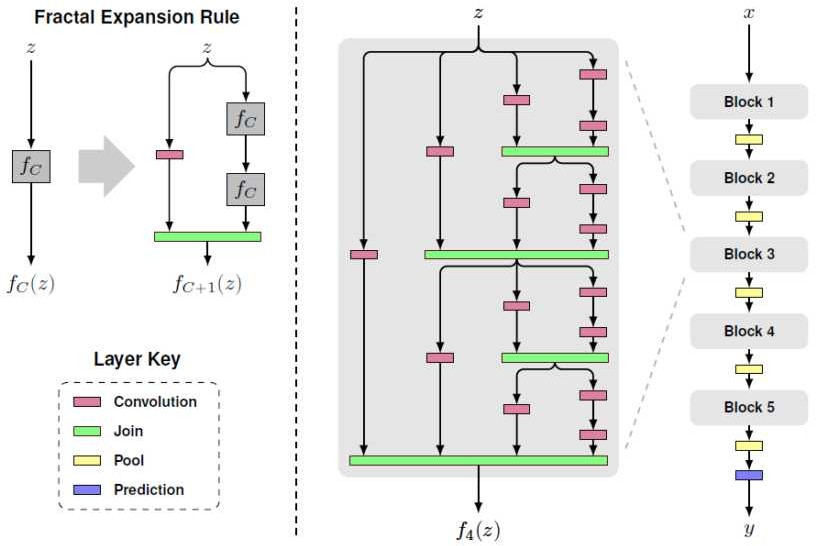 Fractal Expansion Rule
z
z
f_C
f_C
f_C
f_C(z)
f_{C+1}(z)
Layer Key
Convolution
Join
Pool
Prediction
z
f_4(z)
x
Block 1
Block 2
Block 3
Block 4
Block 5
y